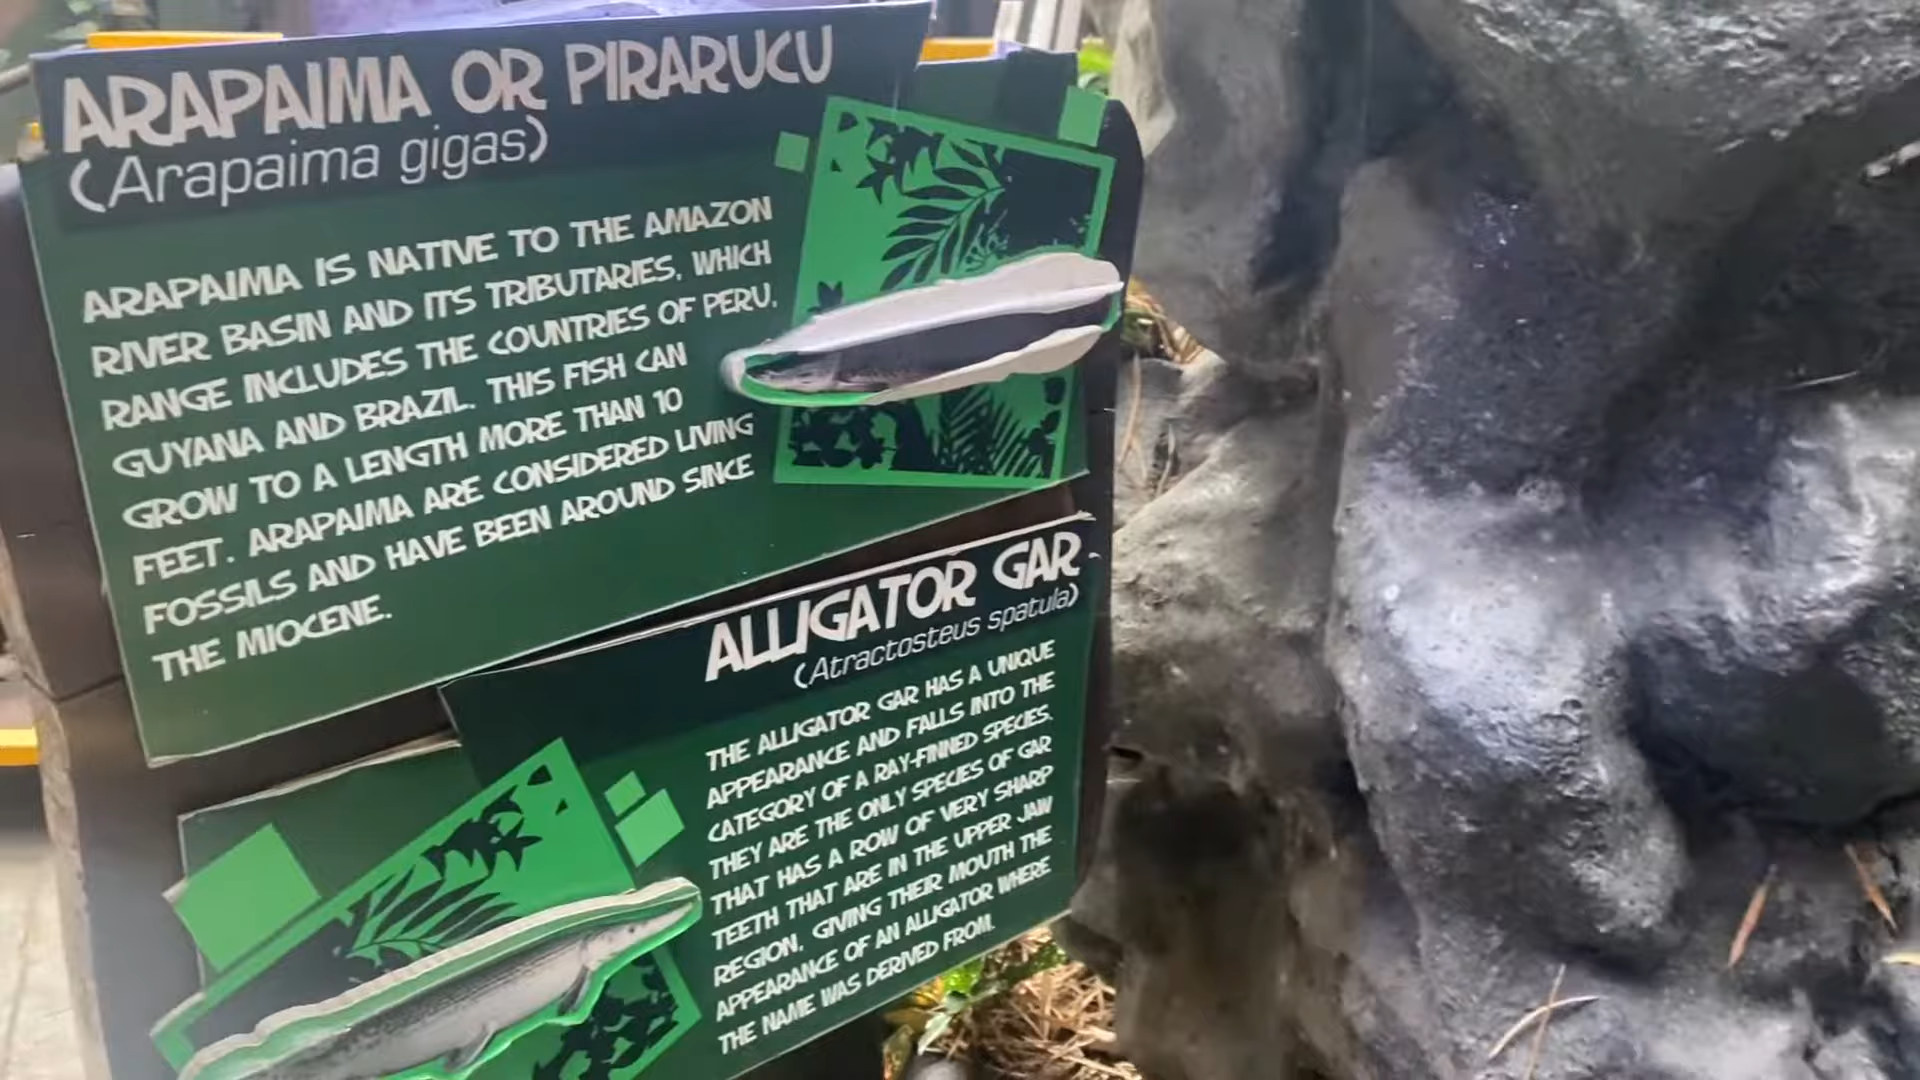 ARAPAIMA OR PIRARUCU
(Arapaima gigas)
ARAPAIMA IS NATIVE TO THE AMAZON
RIVER BASIN AND ITS TRIBUTARIES, WHICH
RANGE INCLUDES THE COUNTRIES OF PERU,
GUYANA AND BRAZIL. THIS FISH CAN
GROW TO A LENGTH MORE THAN 10
FEET. ARAPAIMA ARE CONSIDERED LIVING
FOSSILS AND HAVE BEEN AROUND SINCE
THE MIOCENE.
ALLIGATOR GAR
(Atractosteus spatula)
THE ALLIGATOR GAR HAS A UNIQUE
APPEARANCE AND FALLS INTO THE
CATEGORY OF A RAY-FINNED SPECIES.
THEY ARE THE ONLY SPECIES OF GAR
THAT HAS A ROW OF VERY SHARP
TEETH THAT ARE IN THE UPPER JAW
REGION, GIVING THEIR MOUTH THE
APPEARANCE OF AN ALLIGATOR WHERE
THE NAME WAS DERIVED FROM.